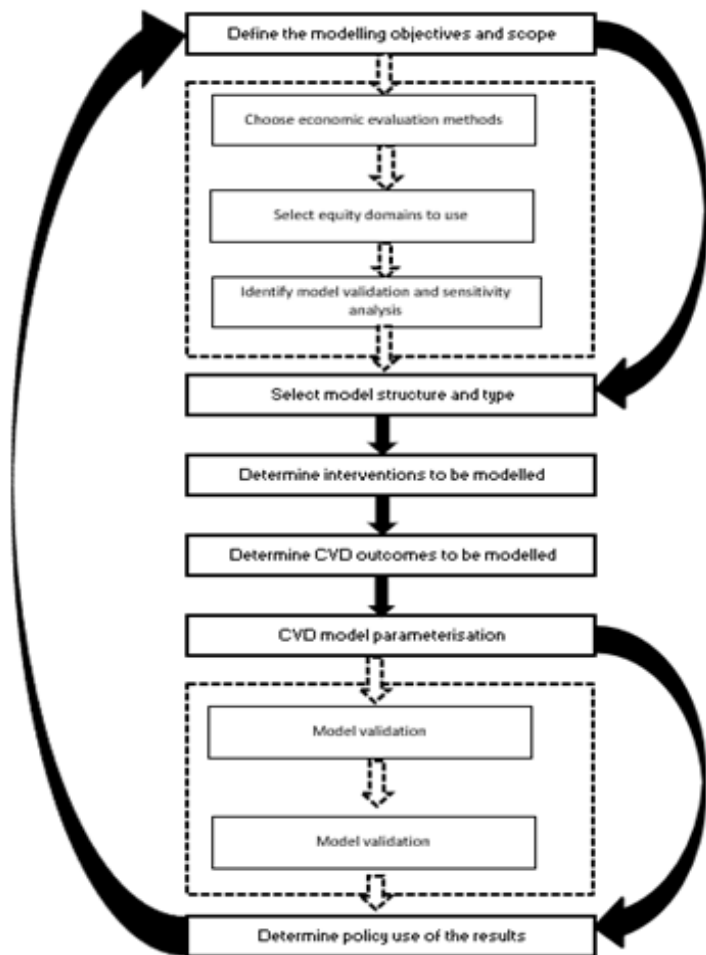 Define the modelling objectives and scope
Choose economic evaluation methods
Select equity domains to use
Identify model validation and sensitivity
analysis
Select model structure and type
Determine interventions to be modelled
Determine CVD outcomes to be modelled
CVD model parameterisation
Model validation
Model validation
Determine policy use of the results